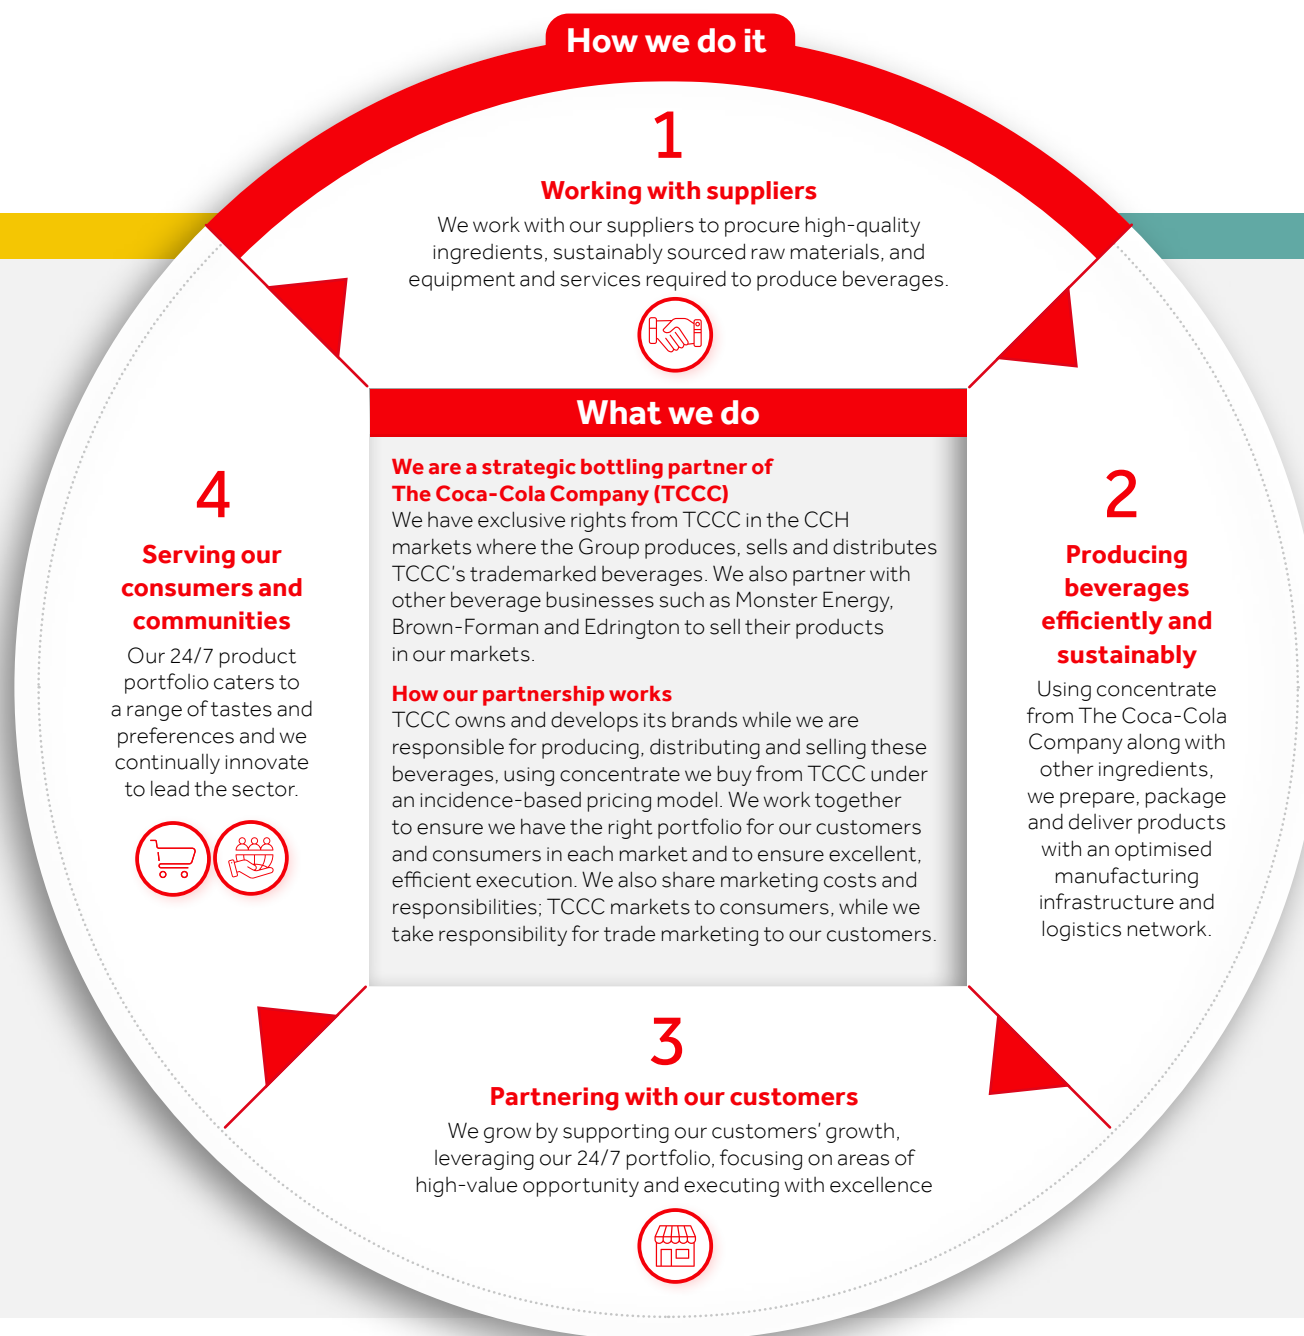 How we do it
1
Working with suppliers
We work with our suppliers to procure high-quality
ingredients, sustainably sourced raw materials, and
equipment and services required to produce beverages.
What we do
We are a strategic bottling partner of
The Coca-Cola Company (TCCC)
We have exclusive rights from TCCC in the CCH
markets where the Group produces, sells and distributes
TCCC's trademarked beverages. We also partner with
other beverage businesses such as Monster Energy,
Brown-Forman and Edrington to sell their products
in our markets.
How our partnership works
TCCC owns and develops its brands while we are
responsible for producing, distributing and selling these
beverages, using concentrate we buy from TCCC under
an incidence-based pricing model. We work together
to ensure we have the right portfolio for our customers
and consumers in each market and to ensure excellent,
efficient execution. We also share marketing costs and
responsibilities; TCCC markets to consumers, while we
take responsibility for trade marketing to our customers.
2
Producing
beverages
efficiently and
sustainably
Using concentrate
from The Coca-Cola
Company along with
other ingredients,
we prepare, package
and deliver products
with an optimised
manufacturing
infrastructure and
logistics network.
3
Partnering with our customers
We grow by supporting our customers' growth,
leveraging our 24/7 portfolio, focusing on areas of
high-value opportunity and executing with excellence
4
Serving our
consumers and
communities
Our 24/7 product
portfolio caters to
a range of tastes and
preferences and we
continually innovate
to lead the sector.